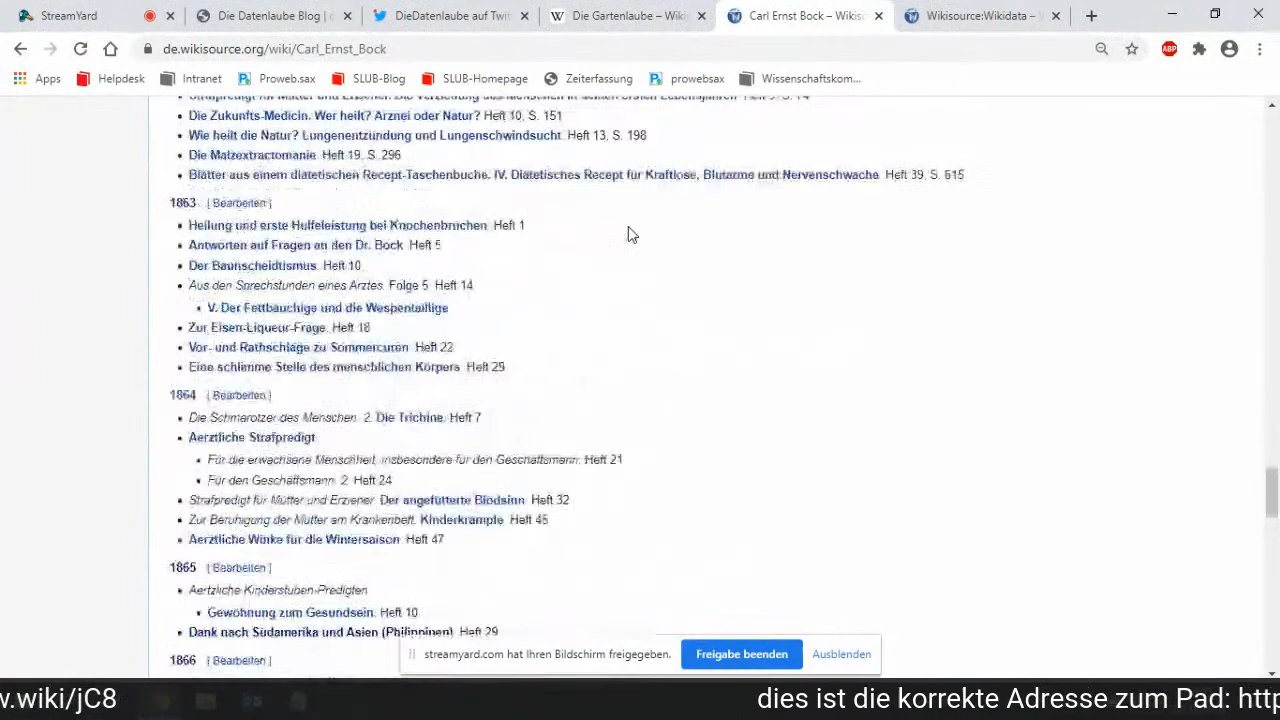 StreamYard
Die Datenlaube Blog |
DieDatenlaube auf Twit
Die Gartenlaube – Wiki
Carl Ernst Bock – Wikiso
Wikisource:Wikidata –
de.wikisource.org/wiki/Carl_Ernst_Bock
ABP
Apps
Helpdesk
Intranet
Proweb.sax
SLUB-Blog
SLUB-Homepage
Zeiterfassung
prowebsax
Wissenschaftskom...
Die Zukunfts-Medicin. Wer heilt? Arznei oder Natur? Heft 10, S. 151
Wie heilt die Natur? Lungenentzündung und Lungenschwindsucht Heft 13, S. 198
Die Malzextractomanie Heft 19, S. 296
Blätter aus einem diätetischen Recept-Taschenbuche. IV. Diätetisches Recept für Kraftlose, Blutarme und Nervenschwache. Heft 39, S. 615
1863 [ Bearbeiten ]
Heilung und erste Hülfeleistung bei Knochenbrüchen Heft 1
Antworten auf Fragen an den Dr. Bock Heft 5
Der Baunscheidtismus. Heft 10
Aus den Sprechstunden eines Arztes. Folge 5 Heft 14
V. Der Fettbäuchige und die Wespentaillige
Zur Eisen-Liqueur-Frage. Heft 18
Vor- und Rathschläge zu Sommercuren Heft 22
Eine schlimme Stelle des menschlichen Körpers Heft 25
1864 [ Bearbeiten ]
Die Schmarotzer des Menschen 2. Die Trichine. Heft 7
Aerztliche Strafpredigt
Für die erwachsene Menschheit, insbesondere für den Geschäftsmann. Heft 21
Für den Geschäftsmann. 2 Heft 24
Strafpredigt für Mütter und Erzieher. Der angefütterte Blödsinn Heft 32
Zur Beruhigung der Mütter am Krankenbett. Kinderkrämpfe Heft 45
Aerztliche Winke für die Wintersaison Heft 47
1865 [ Bearbeiten ]
Aertzliche Kinderstuben-Predigten
Gewöhnung zum Gesundsein. Heft 10
Dank nach Südamerika und Asien (Philippinen) Heft 29
1866 [ Bearbeiten ]
streamyard.com hat Ihren Bildschirm freigegeben.
Freigabe beenden
Ausblenden
w.wiki/jC8
dies ist die korrekte Adresse zum Pad: http